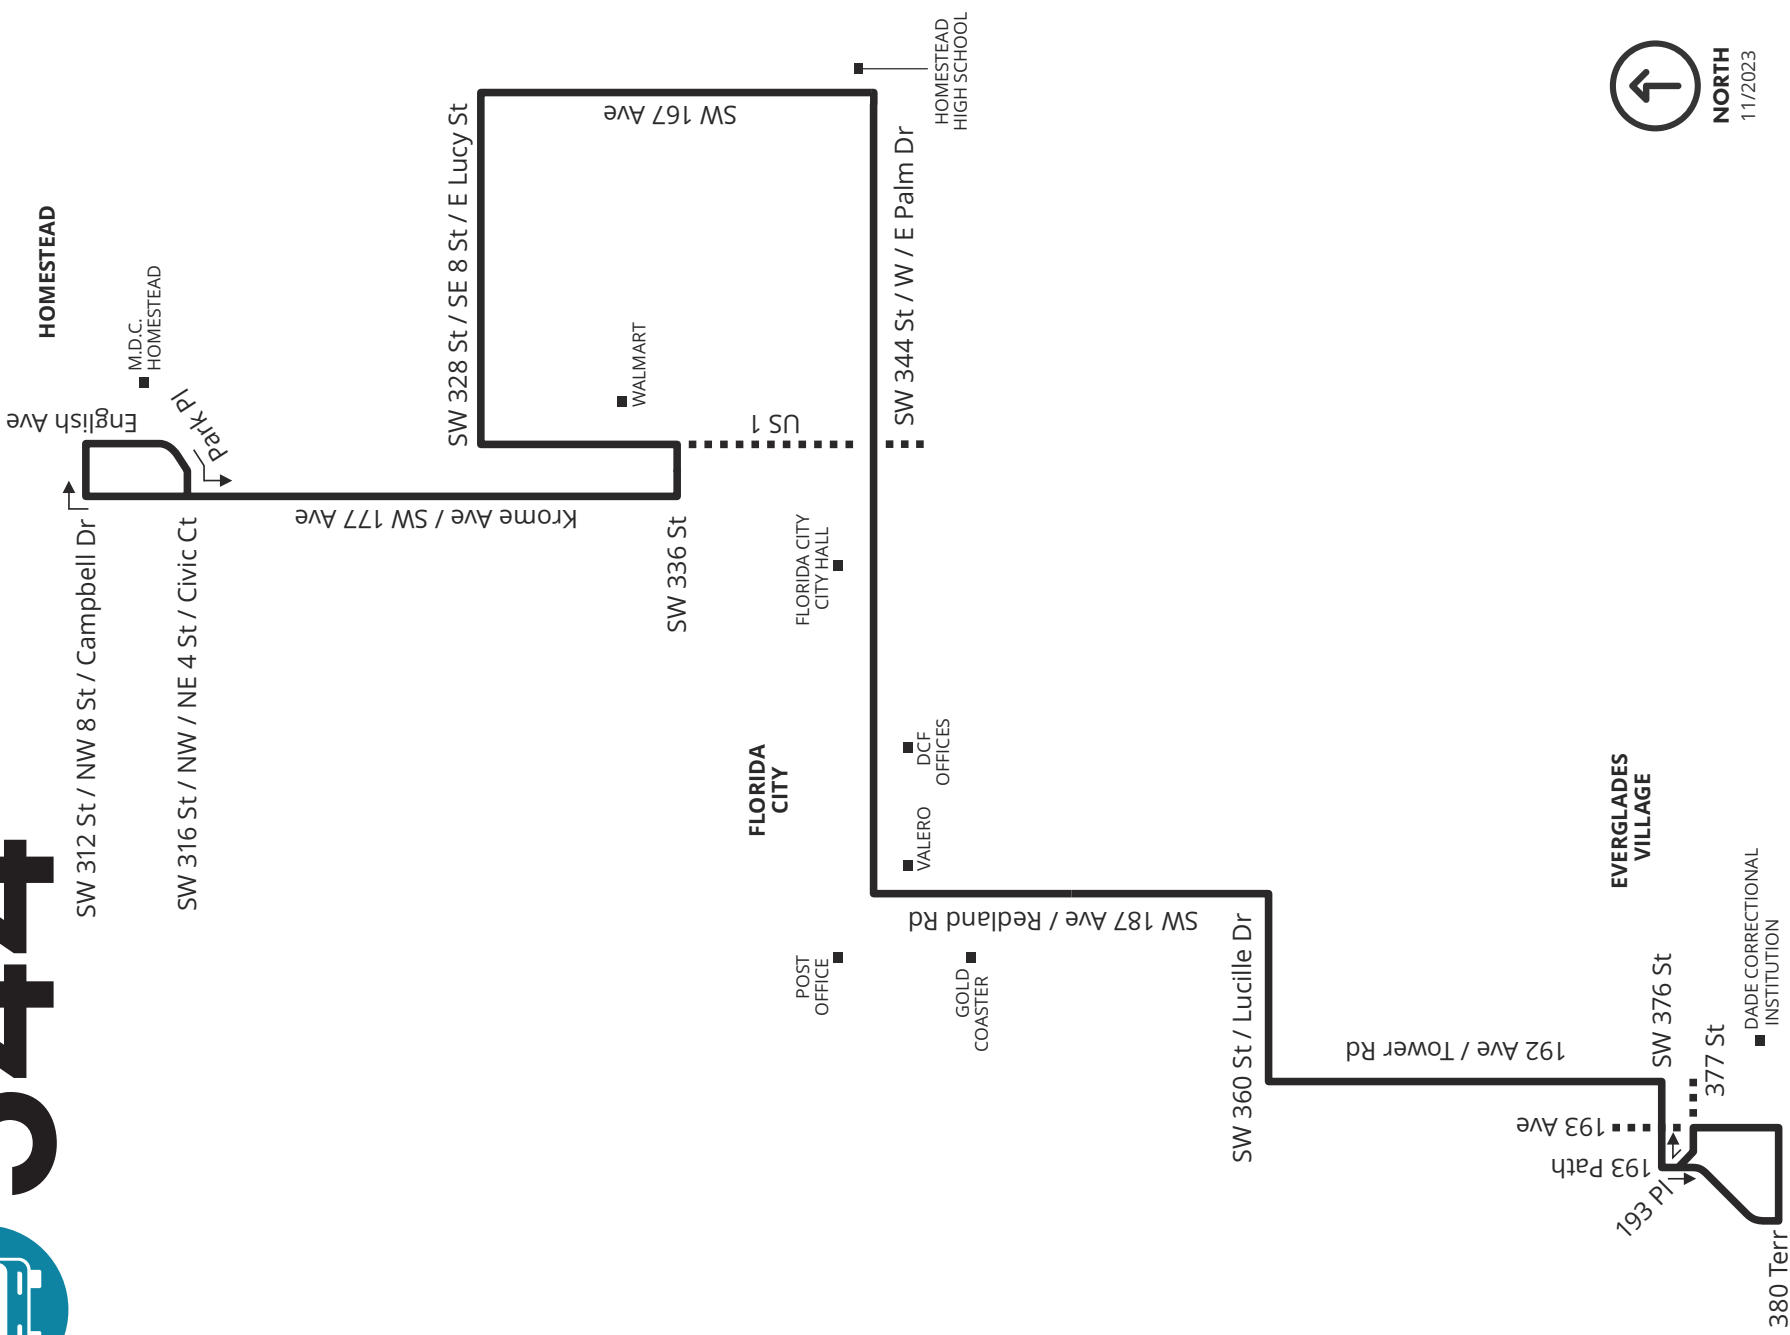 344
HOMESTEAD
English Ave
M.D.C.
HOMESTEAD
Park Pl
SW 312 St / NW 8 St / Campbell Dr
SW 316 St / NW / NE 4 St / Civic Ct
Krome Ave / SW 177 Ave
SW 328 St / SE 8 St / E Lucy St
SW 167 Ave
WALMART
US 1
SW 336 St
HOMESTEAD
HIGH SCHOOL
SW 344 St / W / E Palm Dr
FLORIDA CITY
CITY HALL
FLORIDA
CITY
DCF
OFFICES
VALERO
POST
OFFICE
GOLD
COASTER
SW 187 Ave / Redland Rd
SW 360 St / Lucille Dr
192 Ave / Tower Rd
EVERGLADES
VILLAGE
SW 376 St
377 St
DADE CORRECTIONAL
INSTITUTION
193 Ave
193 Path
193 Pl
380 Terr
NORTH
11/2023